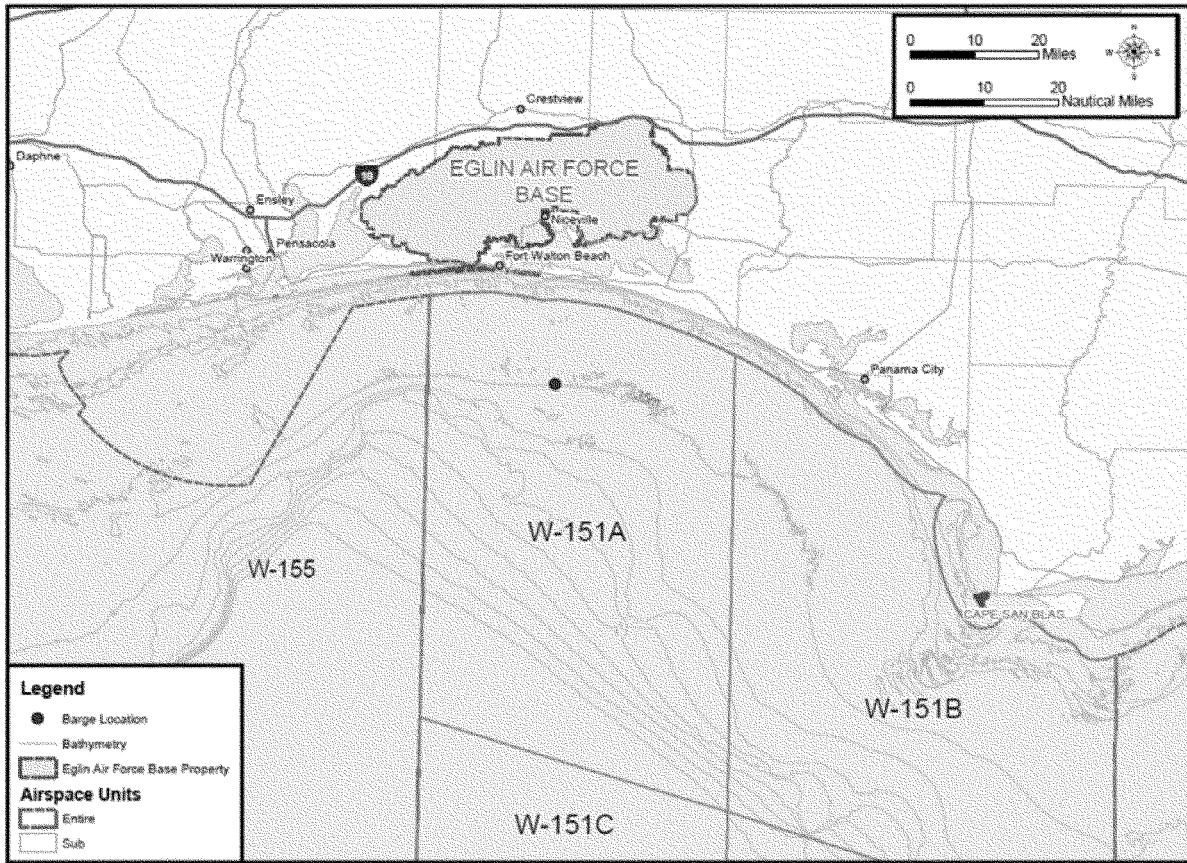 0 10 20
Miles
0 10 20
Nautical Miles
N
W S
S
Crestview
Daphne
EGLIN AIR FORCE
BASE
10
Ensley
Niceville
Pensacola
Warrington
Fort Walton Beach
Panama City
W-151A
W-155
CAPE SAN BLAS
W-151B
W-151C
Legend
Barge Location
Bathymetry
Eglin Air Force Base Property
Airspace Units
Entire
Sub